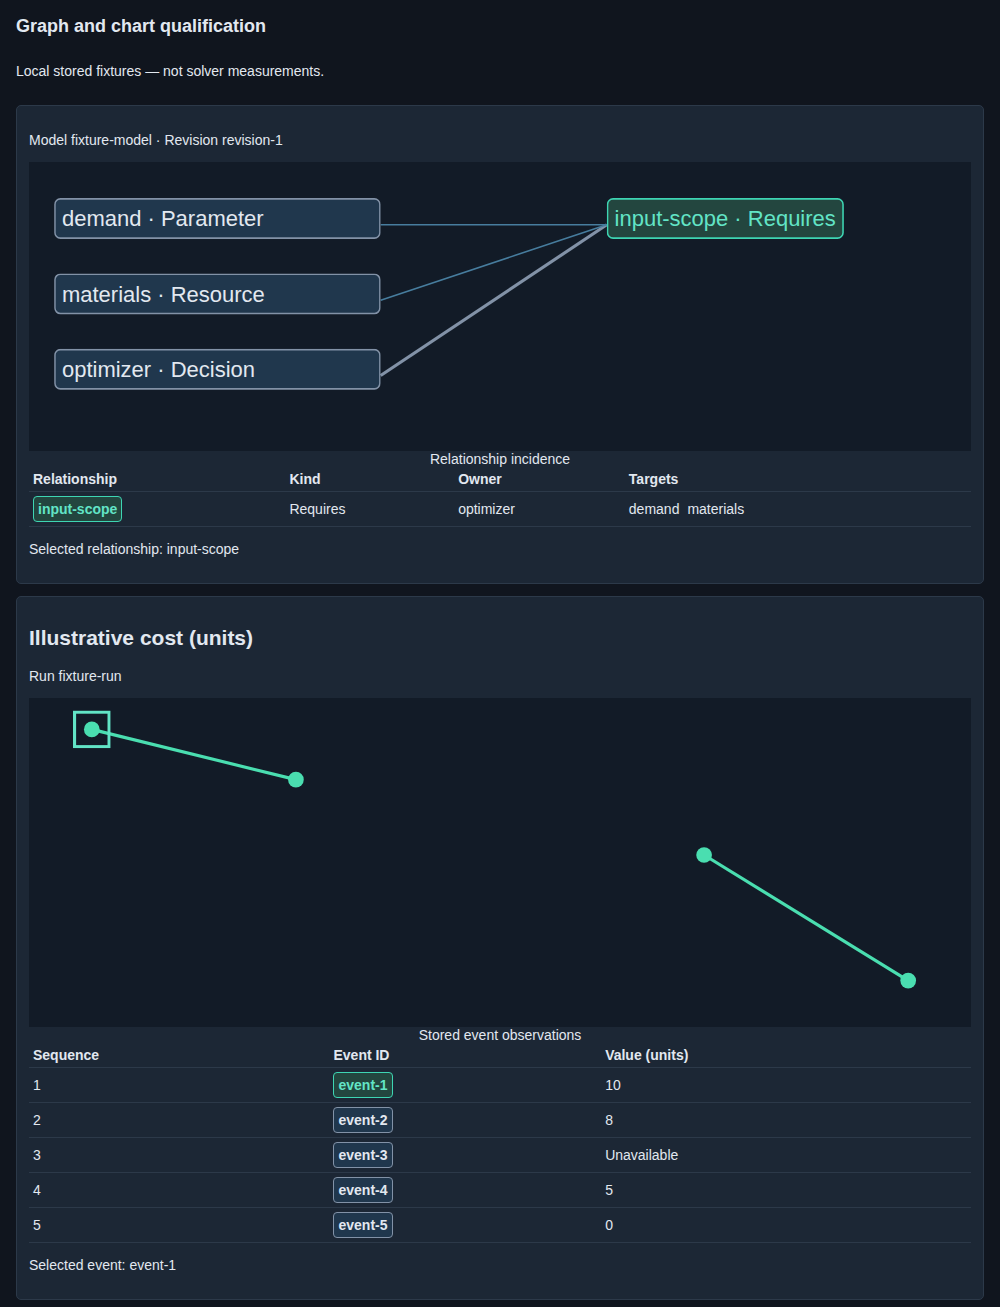 Graph and chart qualification
Local stored fixtures — not solver measurements.
Model fixture-model · Revision revision-1
demand · Parameter
input-scope · Requires
materials · Resource
optimizer · Decision
Relationship incidence
Relationship Kind Owner Targets
input-scope Requires optimizer demand materials
Selected relationship: input-scope
Illustrative cost (units)
Run fixture-run
Stored event observations
Sequence Event ID Value (units)
1 event-1 10
2 event-2 8
3 event-3 Unavailable
4 event-4 5
5 event-5 0
Selected event: event-1